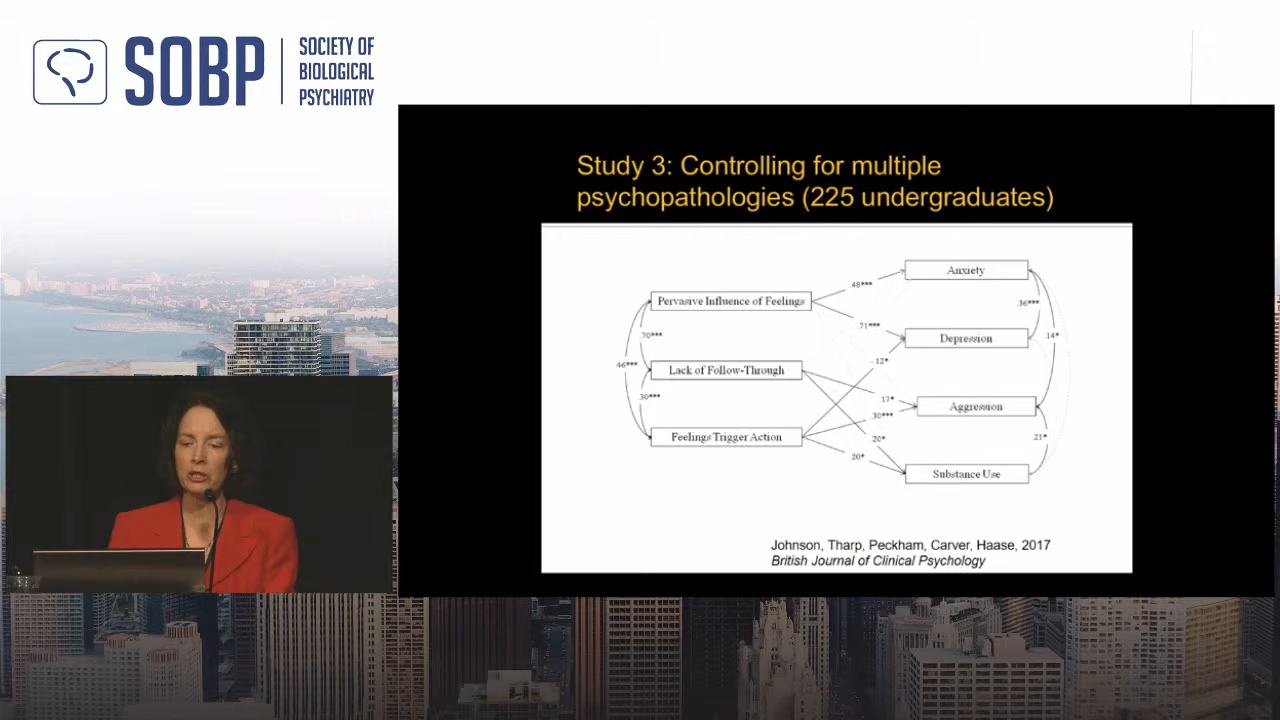 SOBP
SOCIETY OF
BIOLOGICAL
PSYCHIATRY
Study 3: Controlling for multiple
psychopathologies (225 undergraduates)
Pervasive Influence of Feelings
Lack of Follow-Through
Feelings Trigger Action
Anxiety
Depression
Aggression
Substance Use
.70***
.46***
.30***
.48***
.71***
-.12*
.17*
.30***
.20*
.20*
.36***
.14*
.21*
Johnson, Tharp, Peckham, Carver, Haase, 2017
British Journal of Clinical Psychology